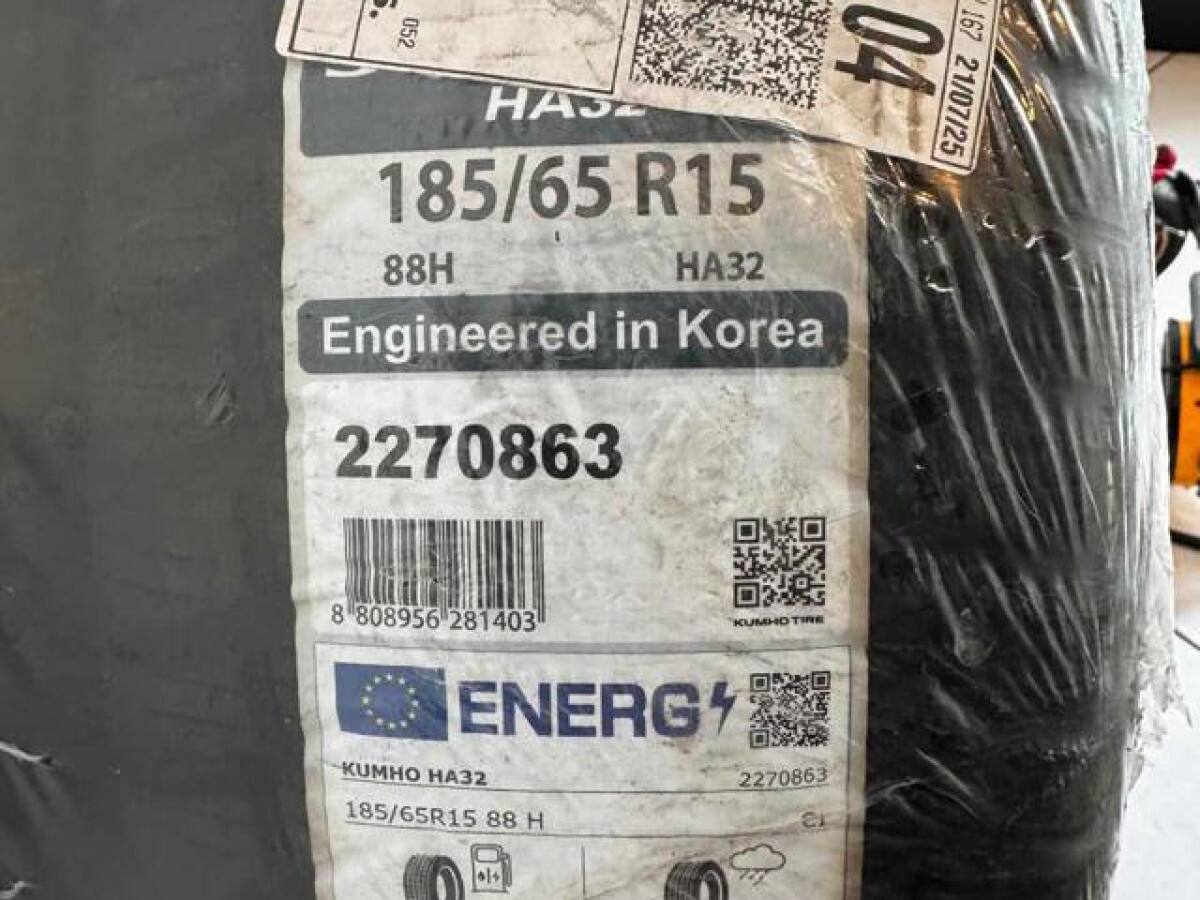 052
04
167 21/07/25
HA32
185/65 R15
88H HA32
Engineered in Korea
2270863
8 808956 281403
KUMHO TIRE
ENERG
KUMHO HA32 2270863
185/65R15 88 H C1